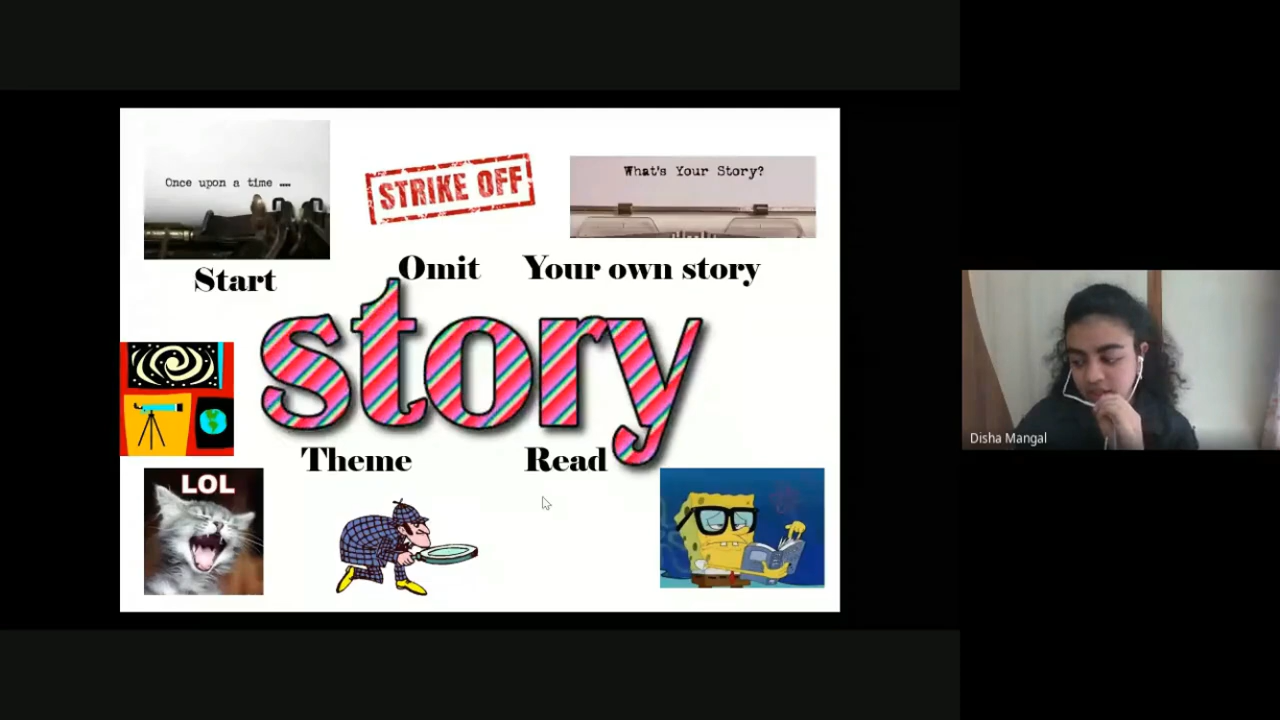 Once upon a time ....
STRIKE OFF
What's Your Story?
Start
Omit
Your own story
story
Theme
Read
LOL
Disha Mangal